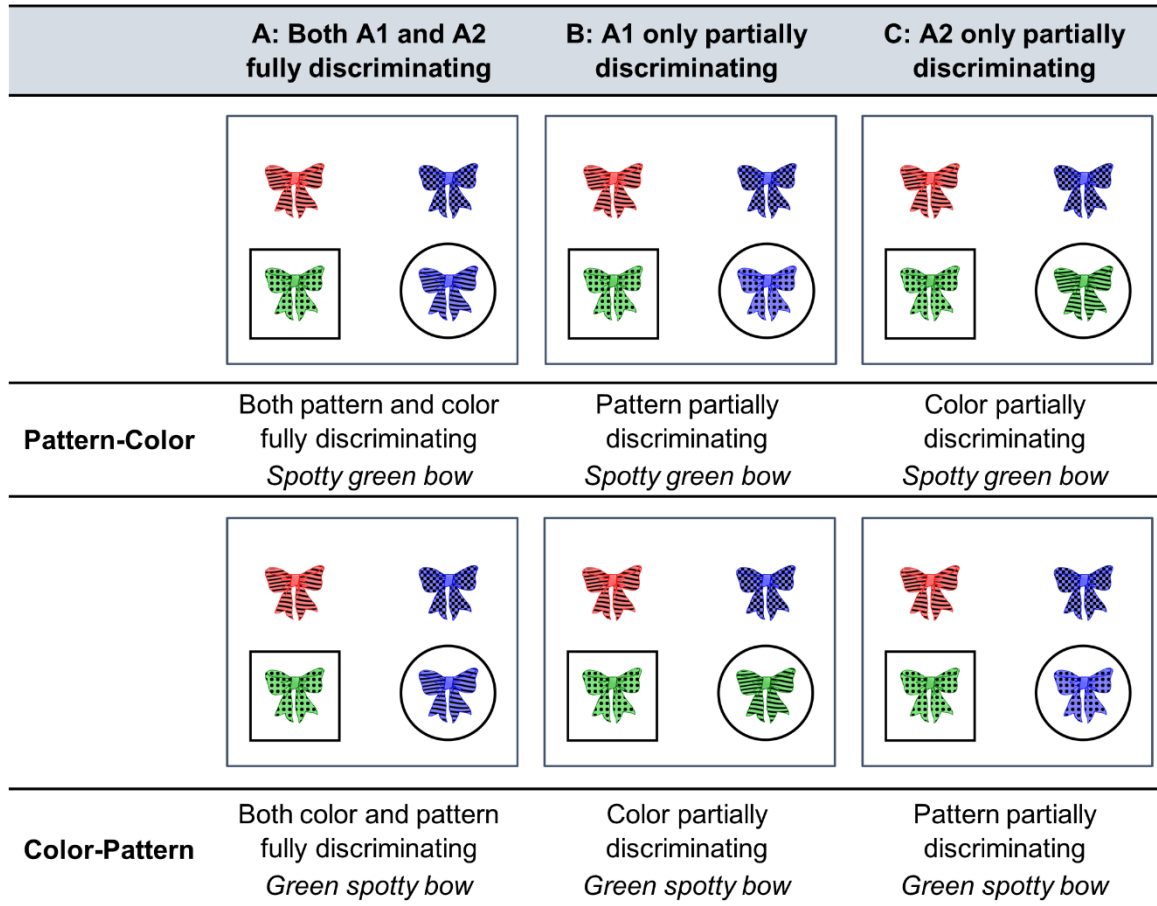 A: Both A1 and A2
fully discriminating
B: A1 only partially
discriminating
C: A2 only partially
discriminating
Pattern-Color
Both pattern and color
fully discriminating
Spotty green bow
Pattern partially
discriminating
Spotty green bow
Color partially
discriminating
Spotty green bow
Color-Pattern
Both color and pattern
fully discriminating
Green spotty bow
Color partially
discriminating
Green spotty bow
Pattern partially
discriminating
Green spotty bow